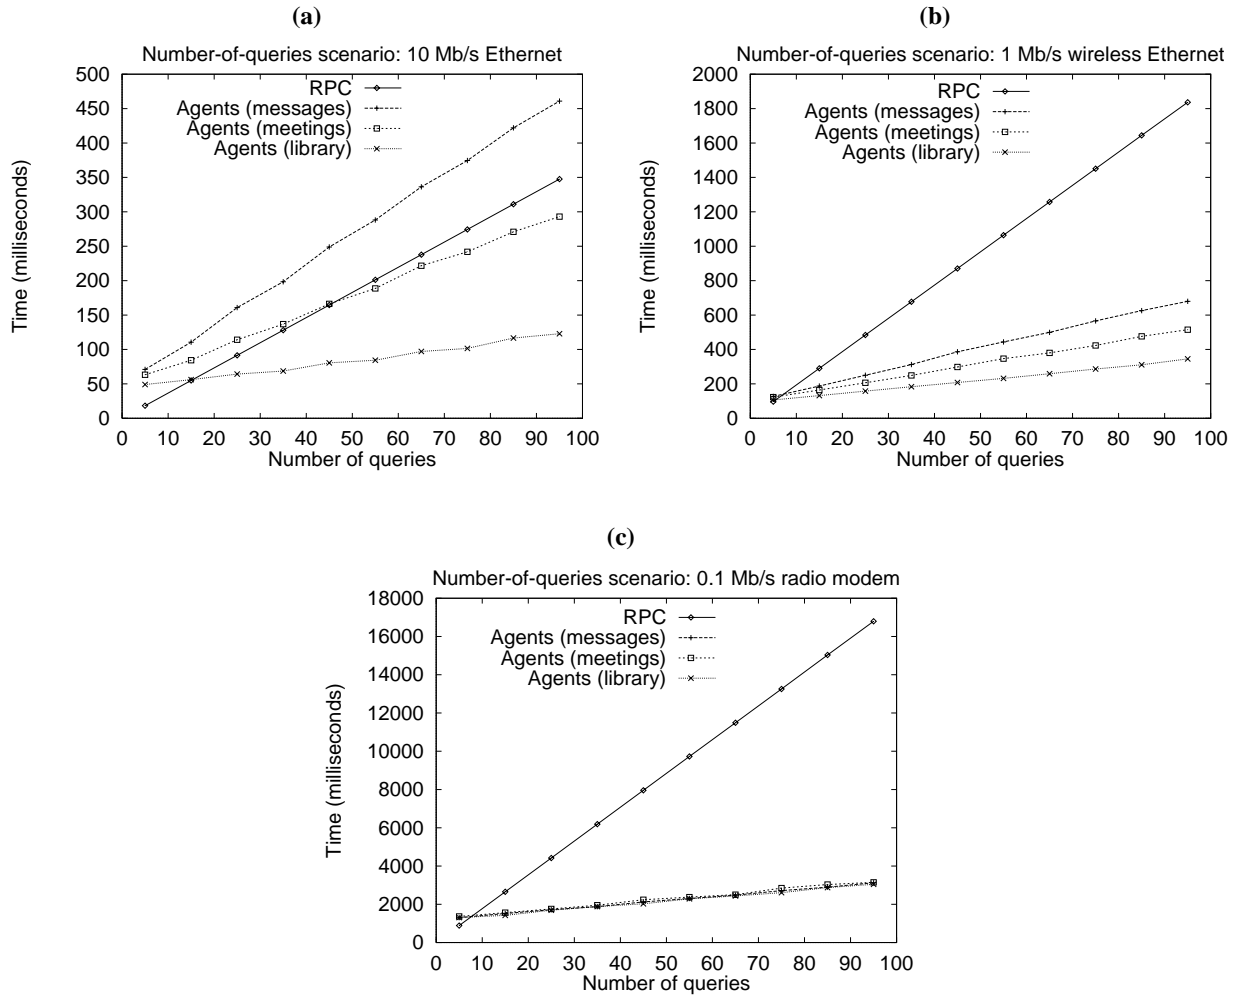 (a)
Number-of-queries scenario: 10 Mb/s Ethernet
500
450
400
350
300
250
200
150
100
50
0
Time (milliseconds)
RPC
Agents (messages)
Agents (meetings)
Agents (library)
0 10 20 30 40 50 60 70 80 90 100
Number of queries
(b)
Number-of-queries scenario: 1 Mb/s wireless Ethernet
2000
1800
1600
1400
1200
1000
800
600
400
200
0
Time (milliseconds)
RPC
Agents (messages)
Agents (meetings)
Agents (library)
0 10 20 30 40 50 60 70 80 90 100
Number of queries
(c)
Number-of-queries scenario: 0.1 Mb/s radio modem
18000
16000
14000
12000
10000
8000
6000
4000
2000
0
Time (milliseconds)
RPC
Agents (messages)
Agents (meetings)
Agents (library)
0 10 20 30 40 50 60 70 80 90 100
Number of queries